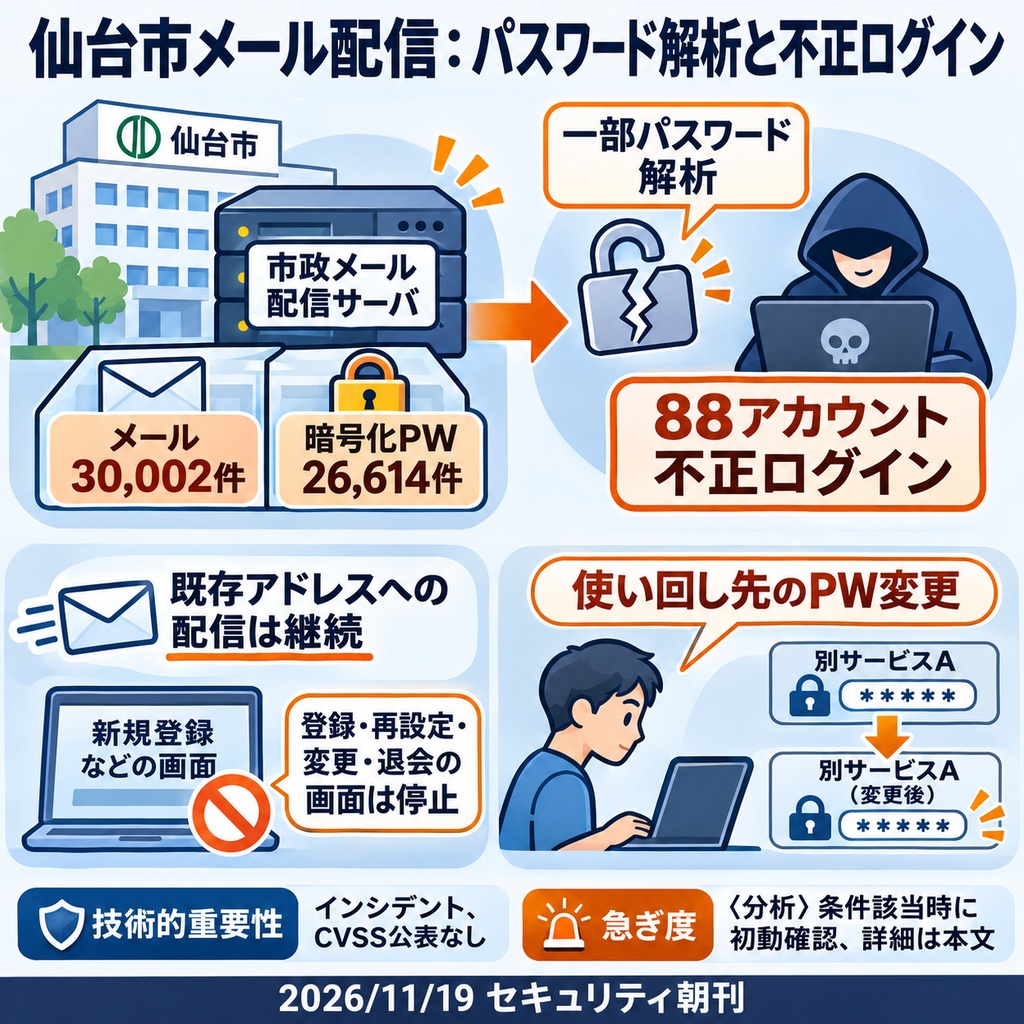 仙台市メール配信：パスワード解析と不正ログイン
仙台市
市政メール
配信サーバ
メール
30,002件
暗号化PW
26,614件
一部パスワード
解析
88アカウント
不正ログイン
既存アドレスへの
配信は継続
新規登録
などの画面
登録・再設定・
変更・退会の
画面は停止
使い回し先のPW変更
別サービスA
*****
別サービスA
（変更後）
*****
技術的重要性
インシデント、
CVSS公表なし
急ぎ度
〈分析〉条件該当時に
初動確認、詳細は本文
2026/11/19 セキュリティ朝刊